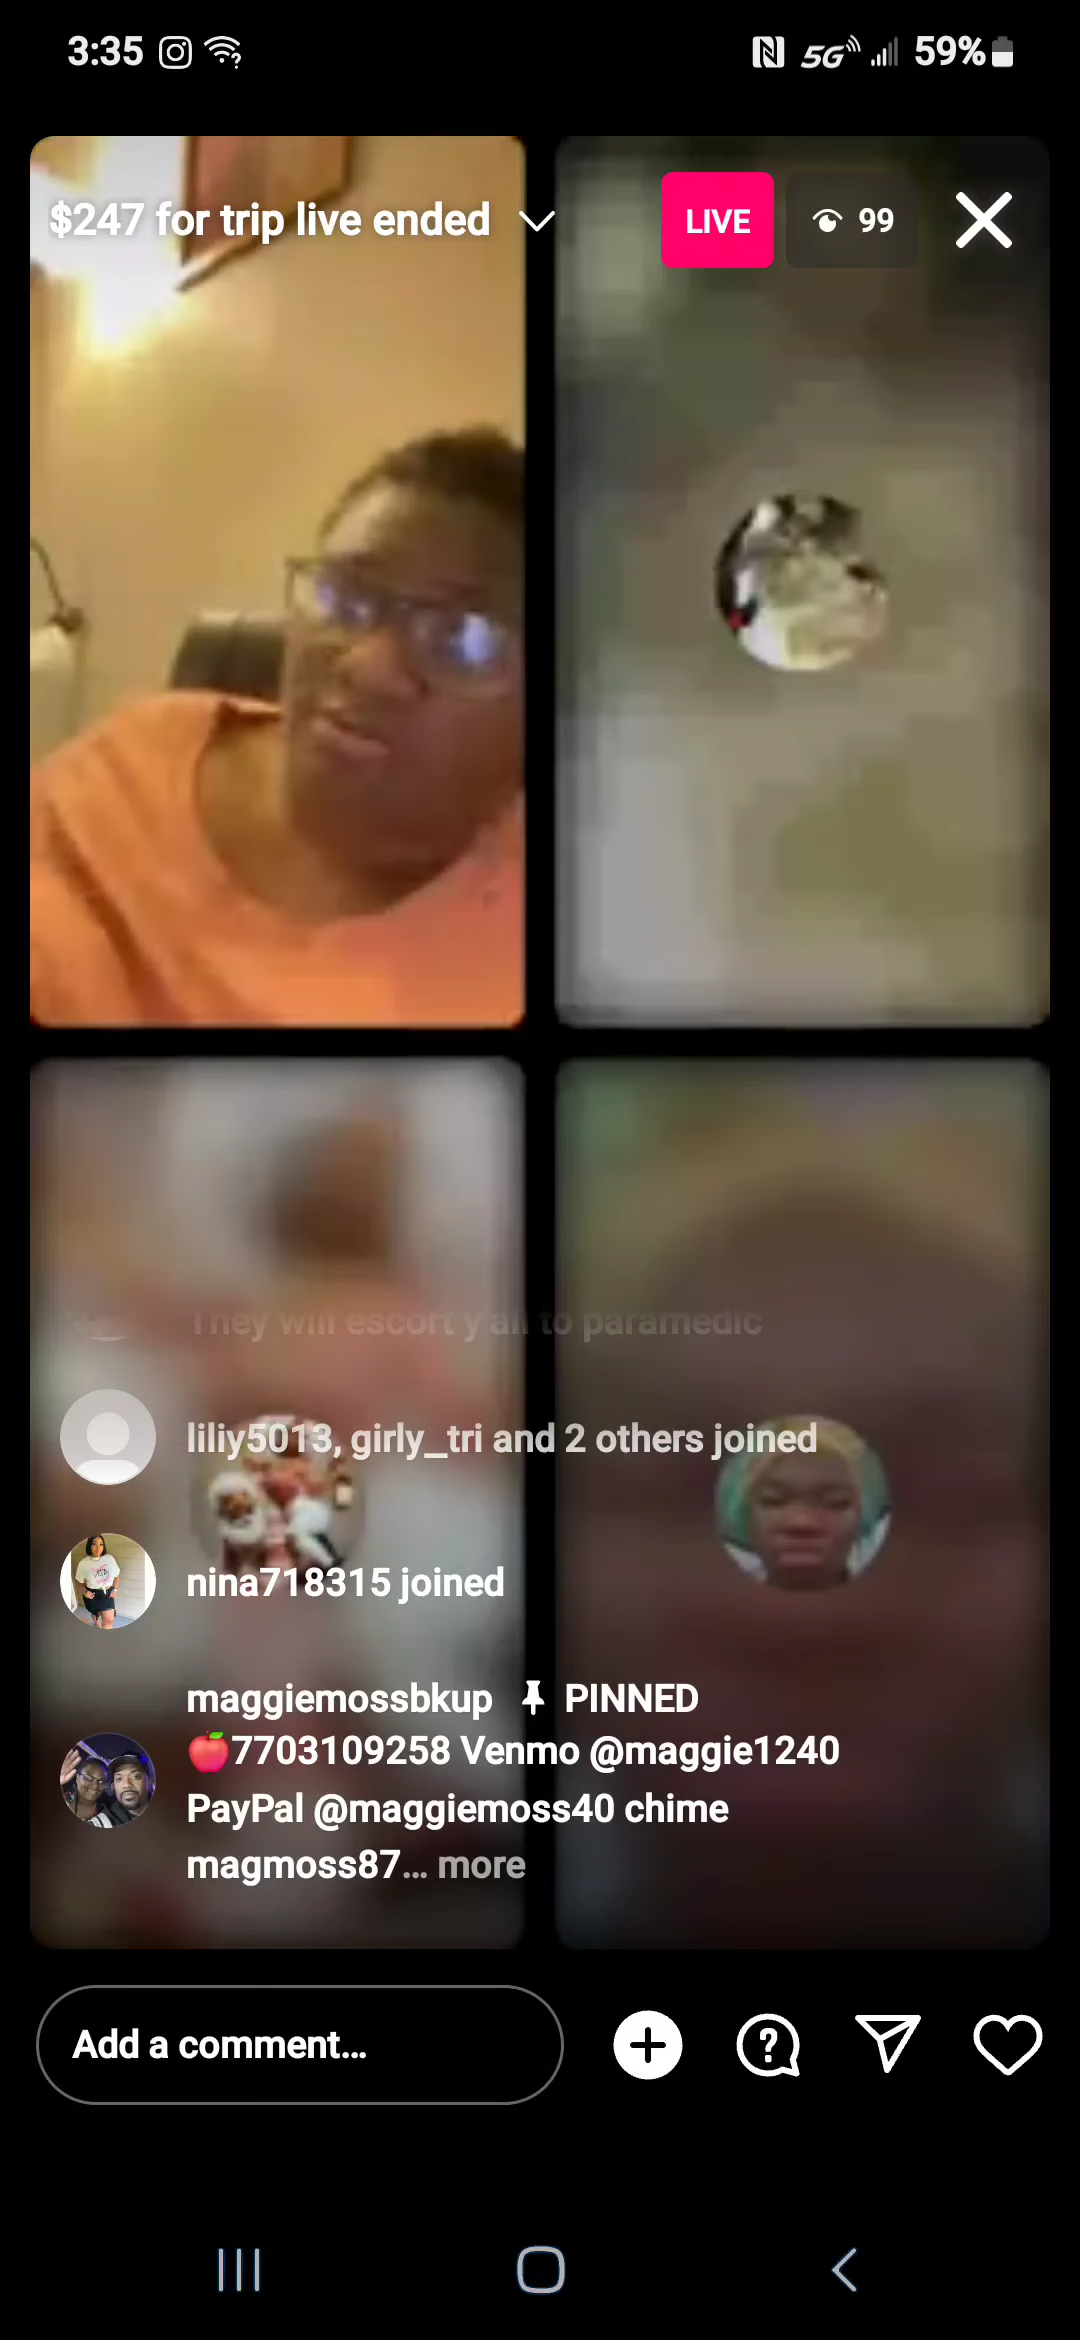 3:35
5G
59%
$247 for trip live ended
LIVE
99
They will escort y'all to paramedic
liliy5013, girly_tri and 2 others joined
nina718315 joined
maggiemossbkup PINNED
🍎7703109258 Venmo @maggie1240
PayPal @maggiemoss40 chime
magmoss87... more
Add a comment...